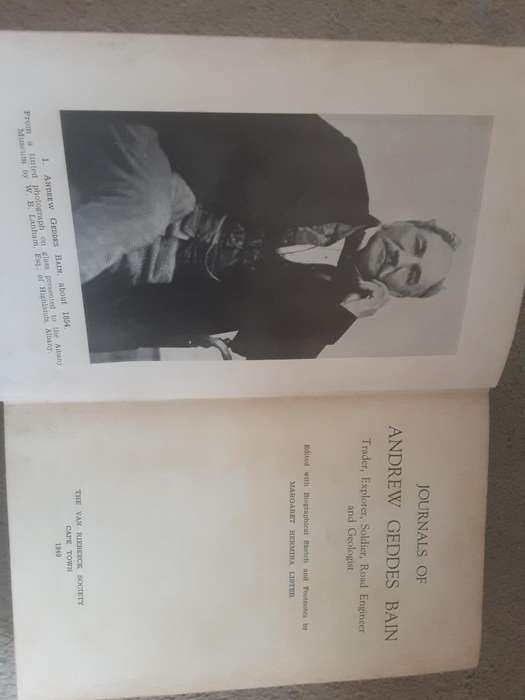 1. ANDREW GEDDES BAIN, about 1854.
From a tinted photograph on glass presented to the Albany
Museum by W. B. Lanham, Esq., of Highlands, Albany.
JOURNALS OF
ANDREW GEDDES BAIN
Trader, Explorer, Soldier, Road Engineer
and Geologist
Edited with Biographical Sketch and Footnotes by
MARGARET HERMINA LISTER
THE VAN RIEBEECK SOCIETY
CAPE TOWN
1949